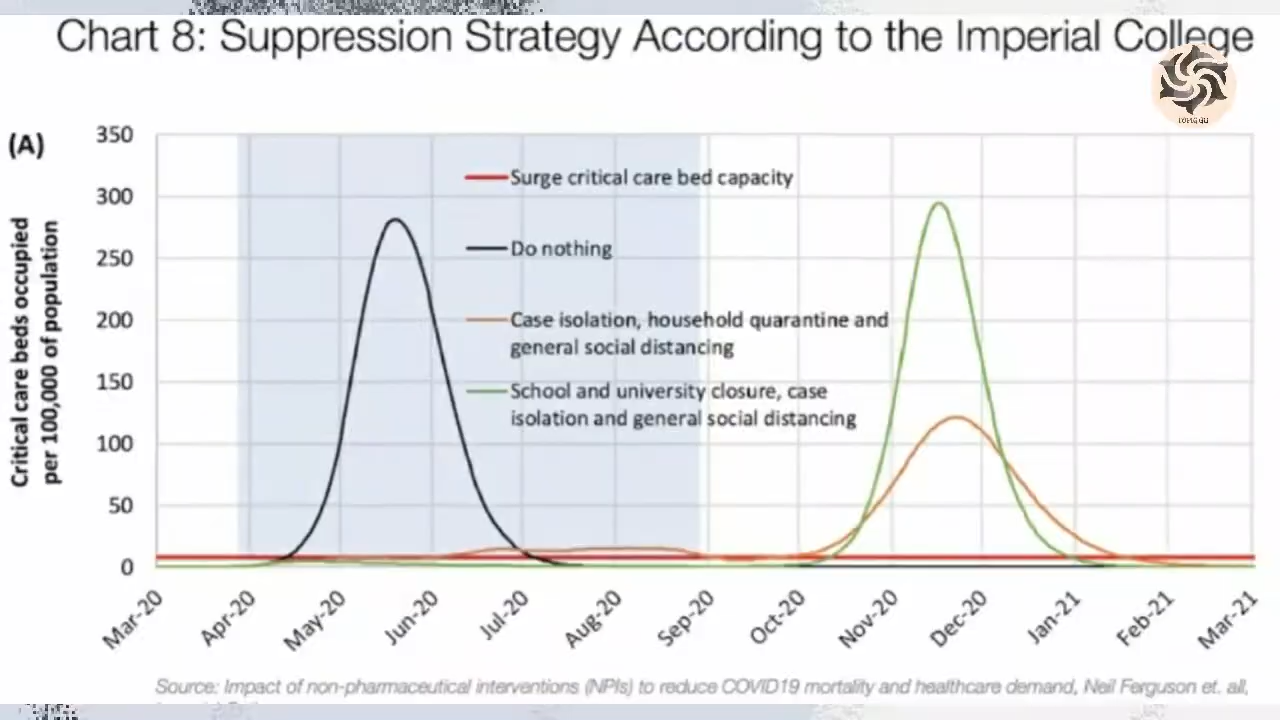 Chart 8: Suppression Strategy According to the Imperial College
(A)
Critical care beds occupied
per 100,000 of population
350
300
250
200
150
100
50
0
Surge critical care bed capacity
Do nothing
Case isolation, household quarantine and
general social distancing
School and university closure, case
isolation and general social distancing
Mar-20
Apr-20
May-20
Jun-20
Jul-20
Aug-20
Sep-20
Oct-20
Nov-20
Dec-20
Jan-21
Feb-21
Mar-21
Source: Impact of non-pharmaceutical interventions (NPIs) to reduce COVID19 mortality and healthcare demand, Neil Ferguson et. all,